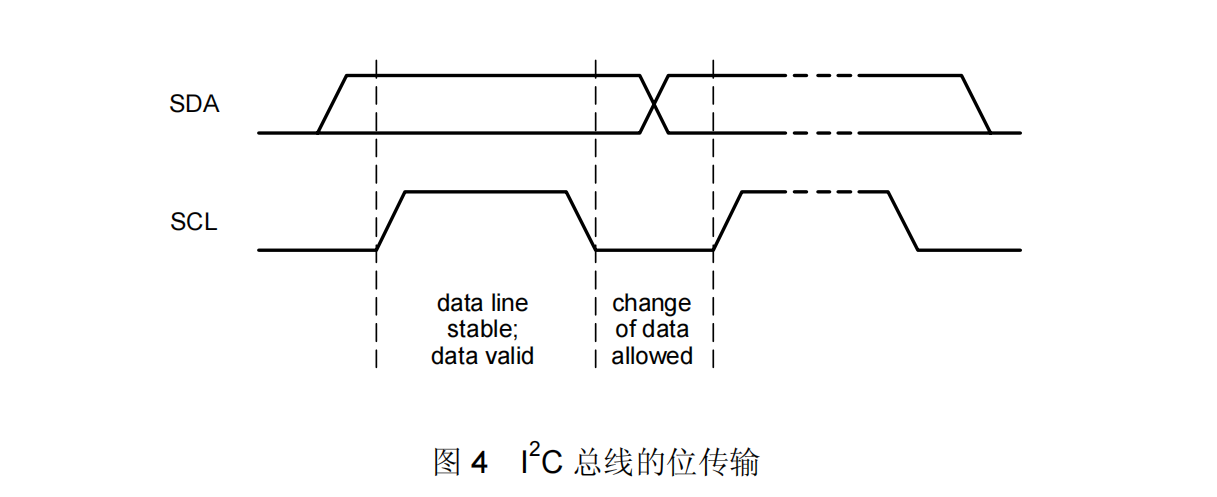 SDA
SCL
data line
stable;
data valid
change
of data
allowed
图 4 I²C 总线的位传输